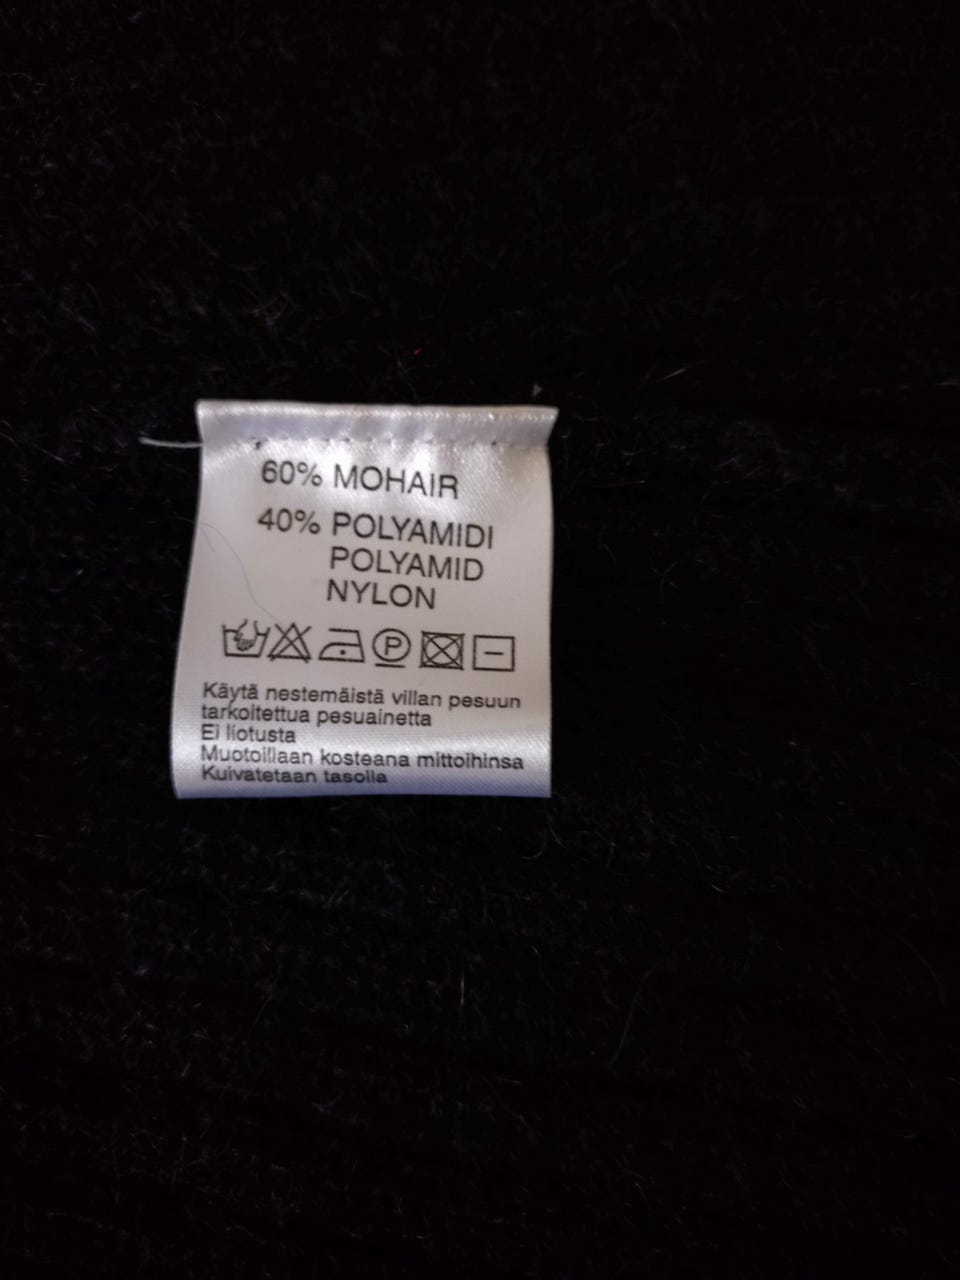 60% MOHAIR
40% POLYAMIDI
POLYAMID
NYLON
P
Käytä nestemäistä villan pesuun
tarkoitettua pesuainetta
Ei liotusta
Muotoillaan kosteana mittoihinsa
Kuivatetaan tasolla